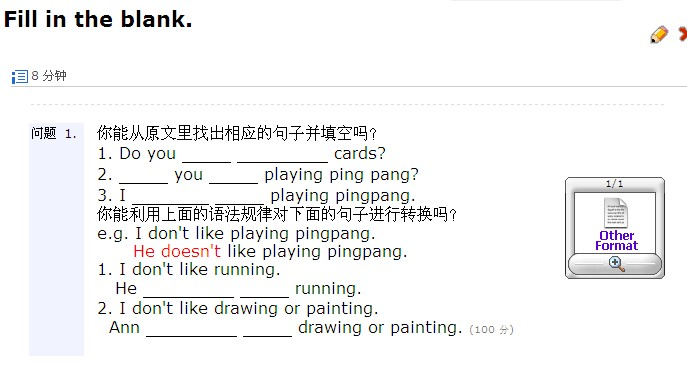 Fill in the blank.
8 分钟
问题 1.
你能从原文里找出相应的句子并填空吗?
1. Do you _____ __________ cards?
2. _____ you _____ playing ping pang?
3. I ________ _____ playing pingpang.
你能利用上面的语法规律对下面的句子进行转换吗?
e.g. I don't like playing pingpang.
He doesn't like playing pingpang.
1. I don't like running.
He __________ _____ running.
2. I don't like drawing or painting.
Ann __________ _____ drawing or painting. (100 分)
1/1
Other
Format